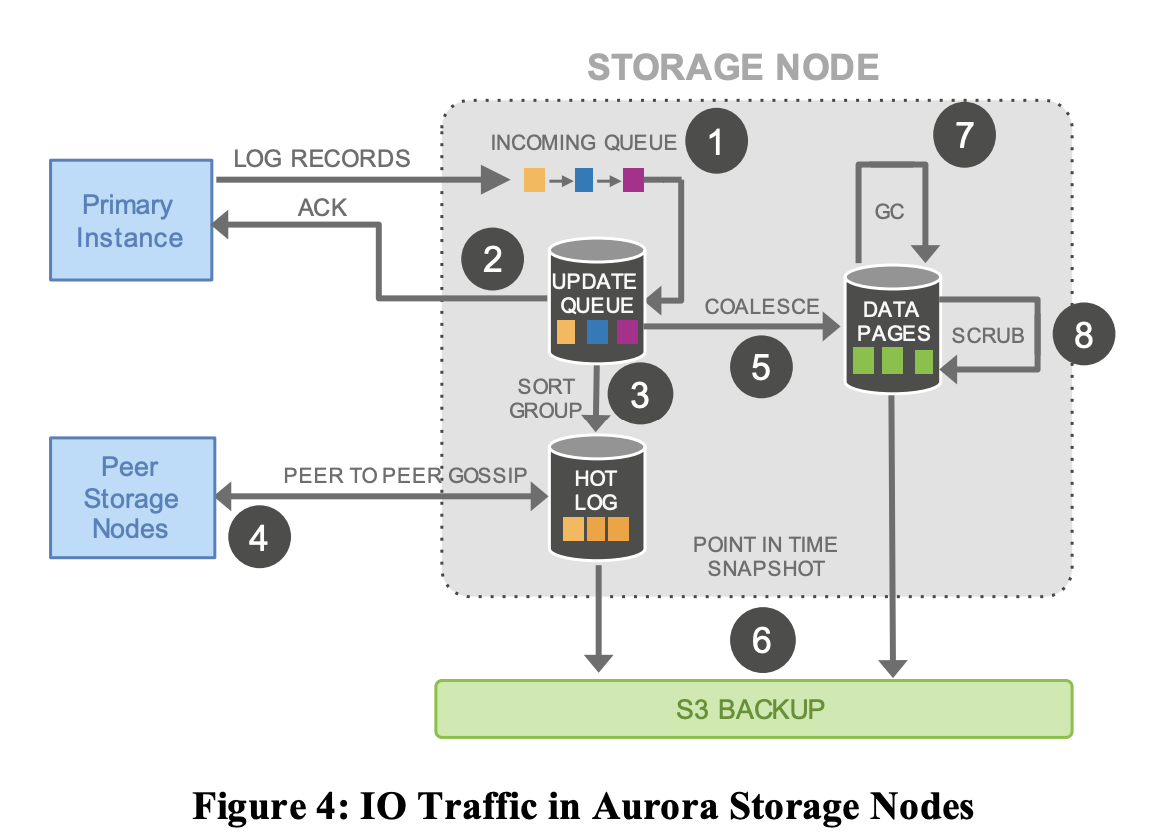 STORAGE NODE
INCOMING QUEUE
1
7
LOG RECORDS
Primary
Instance
ACK
GC
2
UPDATE
QUEUE
COALESCE
DATA
PAGES
SCRUB
8
5
SORT
GROUP
3
Peer
Storage
Nodes
PEER TO PEER GOSSIP
HOT
LOG
4
POINT IN TIME
SNAPSHOT
6
S3 BACKUP
Figure 4: IO Traffic in Aurora Storage Nodes